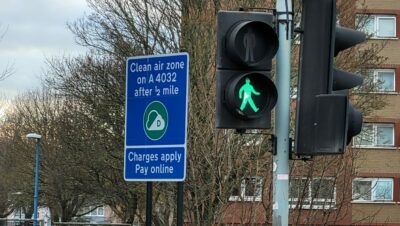 Clean air zone
on A 4032
after ½ mile
D
Charges apply
Pay online